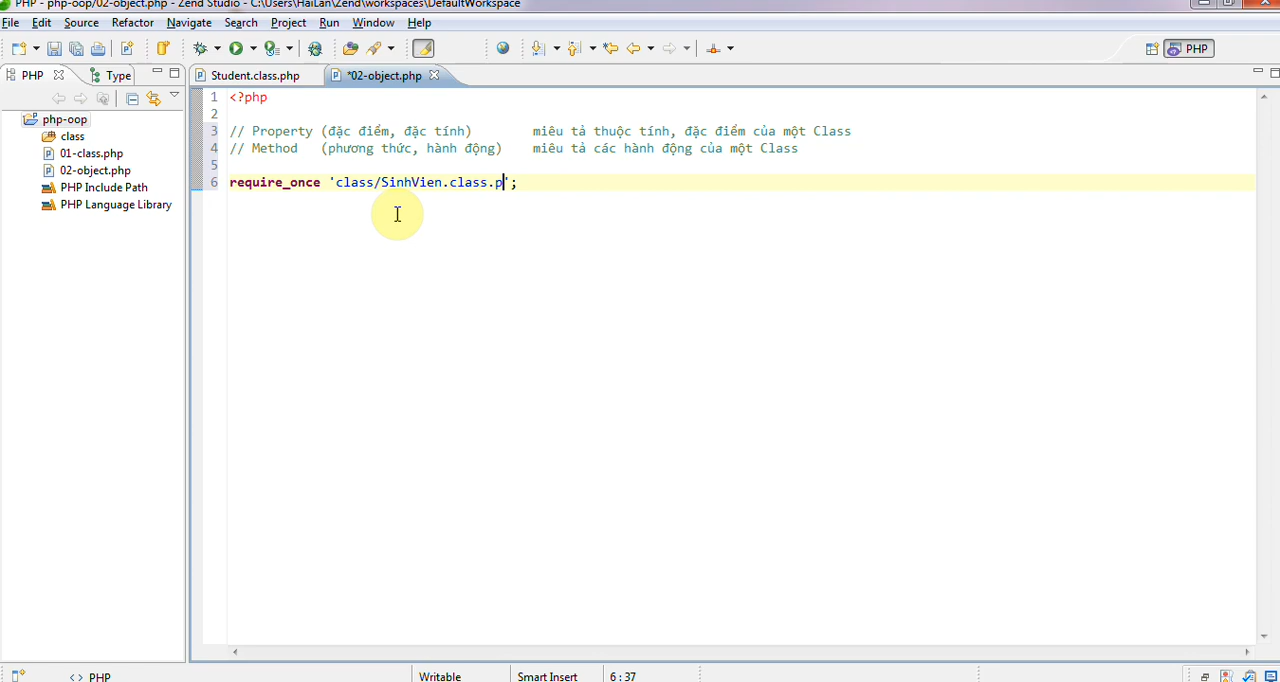 PHP - php-oop/02-object.php - Zend Studio - C:\Users\HaiLan\Zend\workspaces\DefaultWorkspace
File Edit Source Refactor Navigate Search Project Run Window Help
PHP
PHP Type
Student.class.php
*02-object.php
php-oop
class
01-class.php
02-object.php
PHP Include Path
PHP Language Library
1 <?php
2
3 // Property (đặc điểm, đặc tính) miêu tả thuộc tính, đặc điểm của một Class
4 // Method (phương thức, hành động) miêu tả các hành động của một Class
5
6 require_once 'class/SinhVien.class.p';
<> PHP
Writable
Smart Insert
6:37